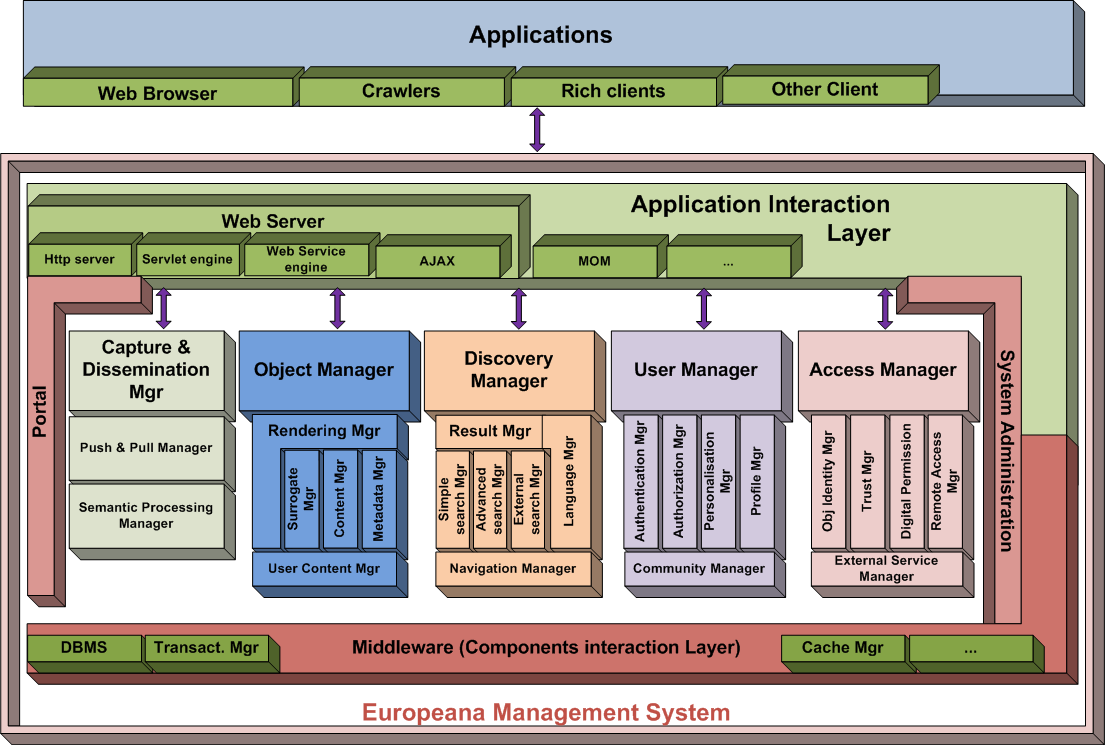 Applications
Web Browser
Crawlers
Rich clients
Other Client
Application Interaction
Layer
Web Server
Http server
Servlet engine
Web Service
engine
AJAX
MOM
...
Portal
System Administration
Capture &
Dissemination
Mgr
Push & Pull Manager
Semantic Processing
Manager
Object Manager
Rendering Mgr
Surrogate
Mgr
Content Mgr
Metadata Mgr
User Content Mgr
Discovery
Manager
Result Mgr
Simple
search Mgr
Advanced
search Mgr
External
search Mgr
Language Mgr
Navigation Manager
User Manager
Authentication Mgr
Authorization Mgr
Personalisation
Mgr
Profile Mgr
Community Manager
Access Manager
Obj Identity Mgr
Trust Mgr
Digital Permission
Remote Access
Mgr
External Service
Manager
DBMS
Transact. Mgr
Middleware (Components interaction Layer)
Cache Mgr
...
Europeana Management System